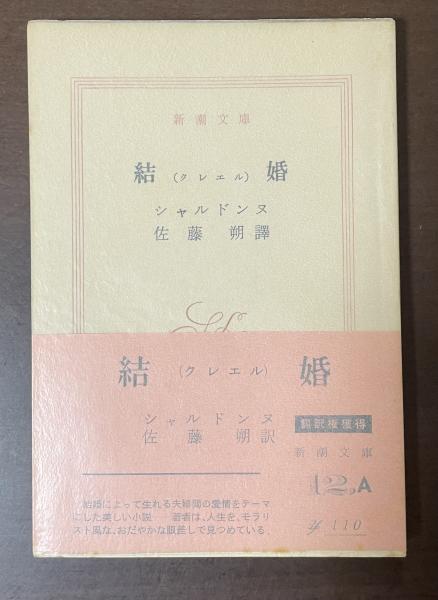 新潮文庫
結(クレエル)婚
シャルドンヌ
佐藤 朔譯
結(クレエル)婚
シャルドンヌ
佐藤 朔訳
翻訳権獲得
新潮文庫
12.A
¥110
結婚によって生れる夫婦間の愛情をテーマ
にした美しい小説――著者は、人生を、モラリ
スト風な、おだやかな眼差しで見つめている。